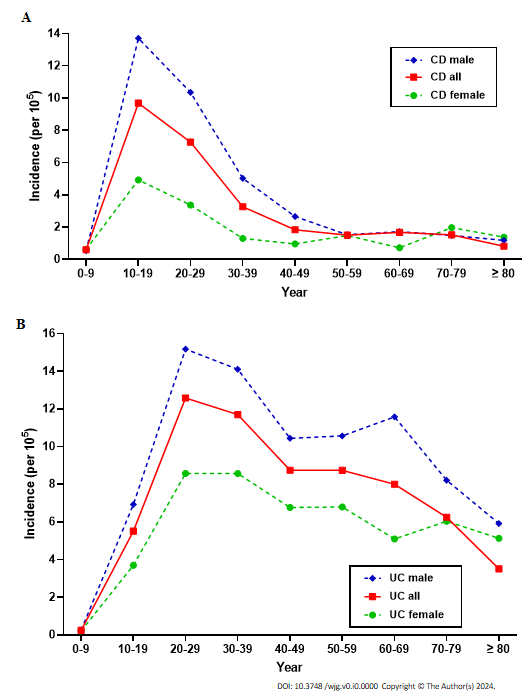 A
14
12
10
8
6
4
2
0
Incidence (per 10⁵)
CD male
CD all
CD female
0-9 10-19 20-29 30-39 40-49 50-59 60-69 70-79 ≥ 80
Year
B
16
14
12
10
8
6
4
2
0
Incidence (per 10⁵)
UC male
UC all
UC female
0-9 10-19 20-29 30-39 40-49 50-59 60-69 70-79 ≥ 80
Year
DOI: 10.3748 /wjg.v0.i0.0000 Copyright © The Author(s) 2024.